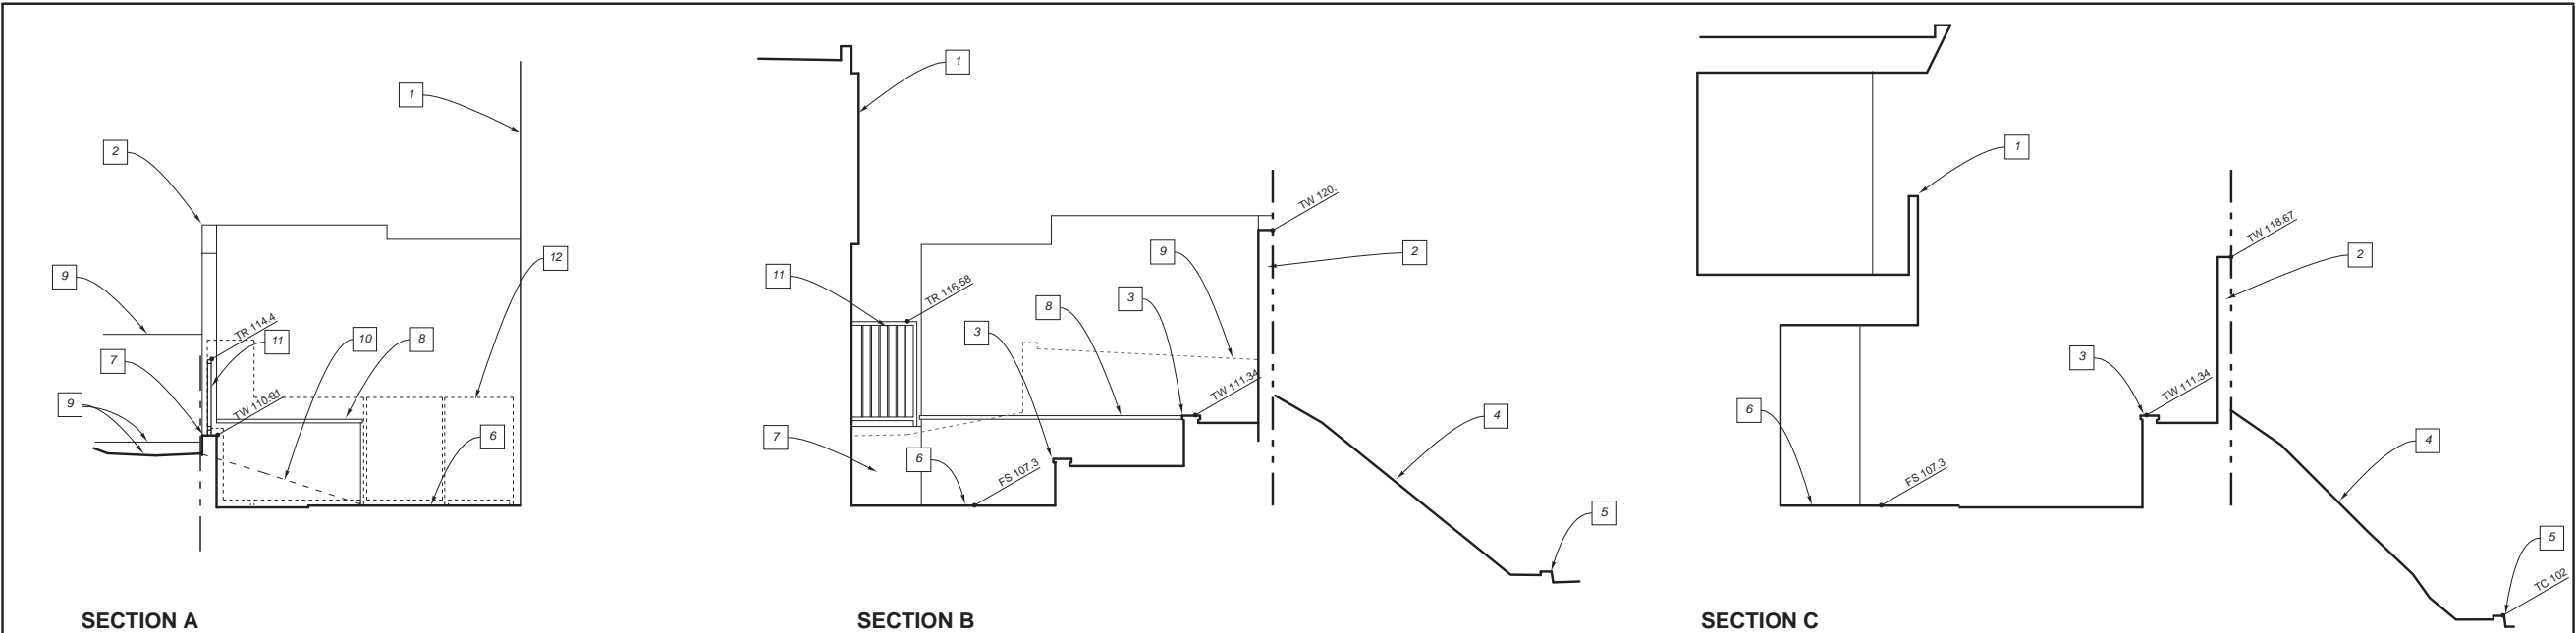 1
2
9
12
TR 114.4
11
10
8
7
TW 110.91
9
6
SECTION A
1
TW 120.
2
9
11
TR 116.58
8
3
3
TW 111.34
4
7
6
FS 107.3
5
SECTION B
1
TW 118.67
2
3
TW 111.34
6
4
FS 107.3
5
TC 102
SECTION C